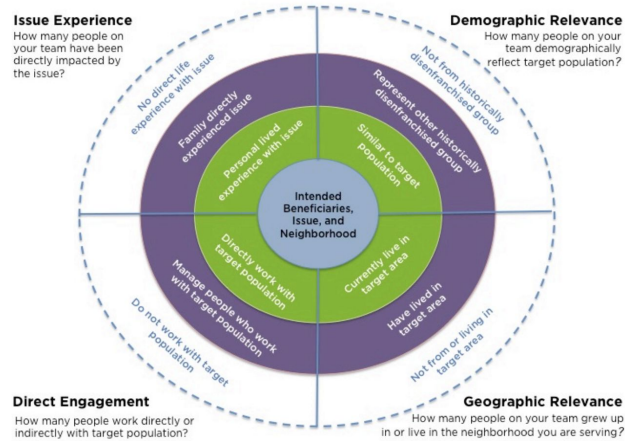 Issue Experience
How many people on
your team have been
directly impacted by
the issue?
Demographic Relevance
How many people on your
team demographically
reflect target population?
No direct life
experience with issue
Family directly
experienced issue
Personal lived
experience with issue
Not from historically
disenfranchised group
Represent other historically
disenfranchised group
Similar to target
population
Intended
Beneficiaries,
Issue, and
Neighborhood
Directly work with
target population
Manage people who work
with target population
Do not work with target
population
Currently live in
target area
Have lived in
target area
Not from or living in
target area
Direct Engagement
How many people work directly or
indirectly with target population?
Geographic Relevance
How many people on your team grew up
in or live in the neighborhood you are serving?